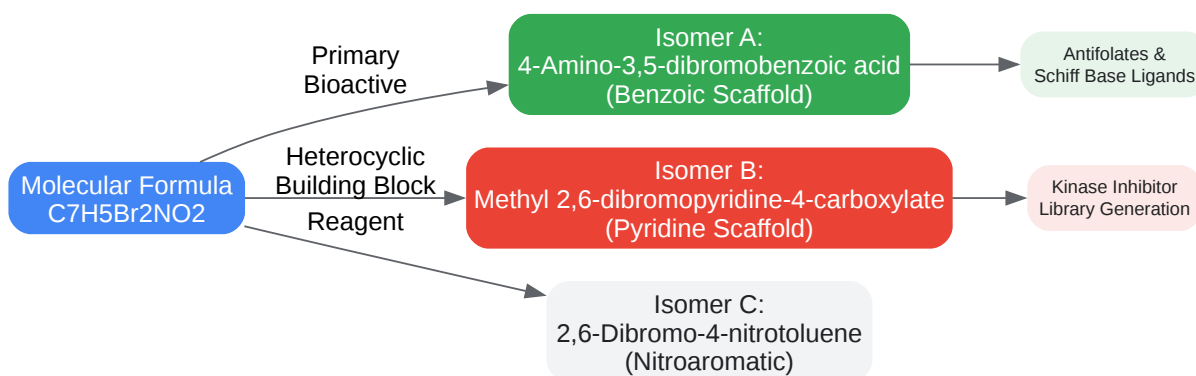 Molecular Formula
C7H5Br2NO2
Primary
Bioactive
Heterocyclic
Building Block
Reagent
Isomer A:
4-Amino-3,5-dibromobenzoic acid
(Benzoic Scaffold)
Isomer B:
Methyl 2,6-dibromopyridine-4-carboxylate
(Pyridine Scaffold)
Isomer C:
2,6-Dibromo-4-nitrotoluene
(Nitroaromatic)
Antifolates &
Schiff Base Ligands
Kinase Inhibitor
Library Generation